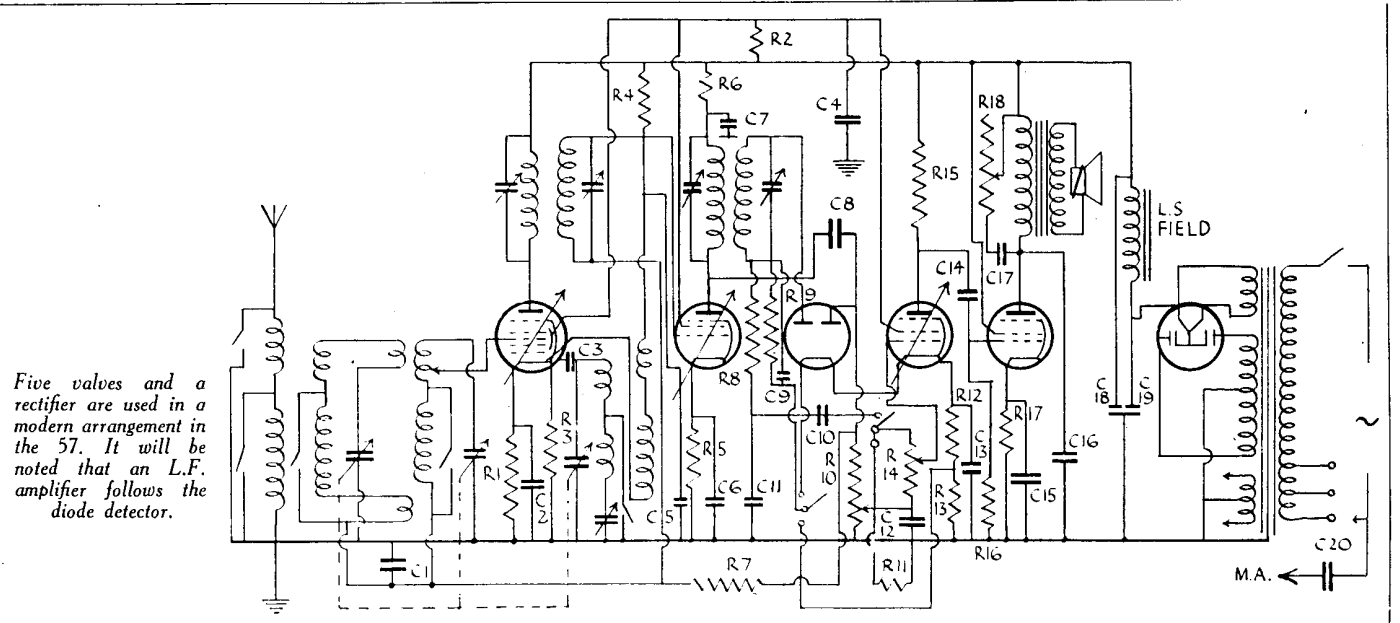 Five valves and a
rectifier are used in a
modern arrangement in
the 57. It will be
noted that an L.F.
amplifier follows the
diode detector.
R2
R4
R6
C7
C4
R18
R15
C8
L.S
FIELD
C14
C17
R9
C3
R8
C9
R12
R17
C18
C19
R1
C2
R3
C5
R5
C6
C11
C10
R10
R14
C12
R13
C13
C15
C16
R16
C1
R7
R11
C20
M.A.
~